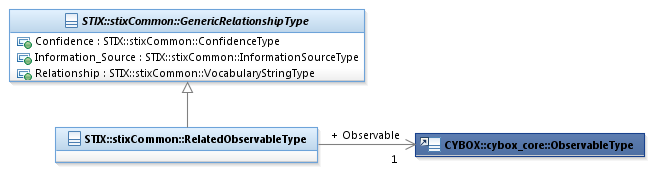 STIX::stixCommon::GenericRelationshipType
Confidence : STIX::stixCommon::ConfidenceType
Information_Source : STIX::stixCommon::InformationSourceType
Relationship : STIX::stixCommon::VocabularyStringType
STIX::stixCommon::RelatedObservableType
+ Observable
1
CYBOX::cybox_core::ObservableType